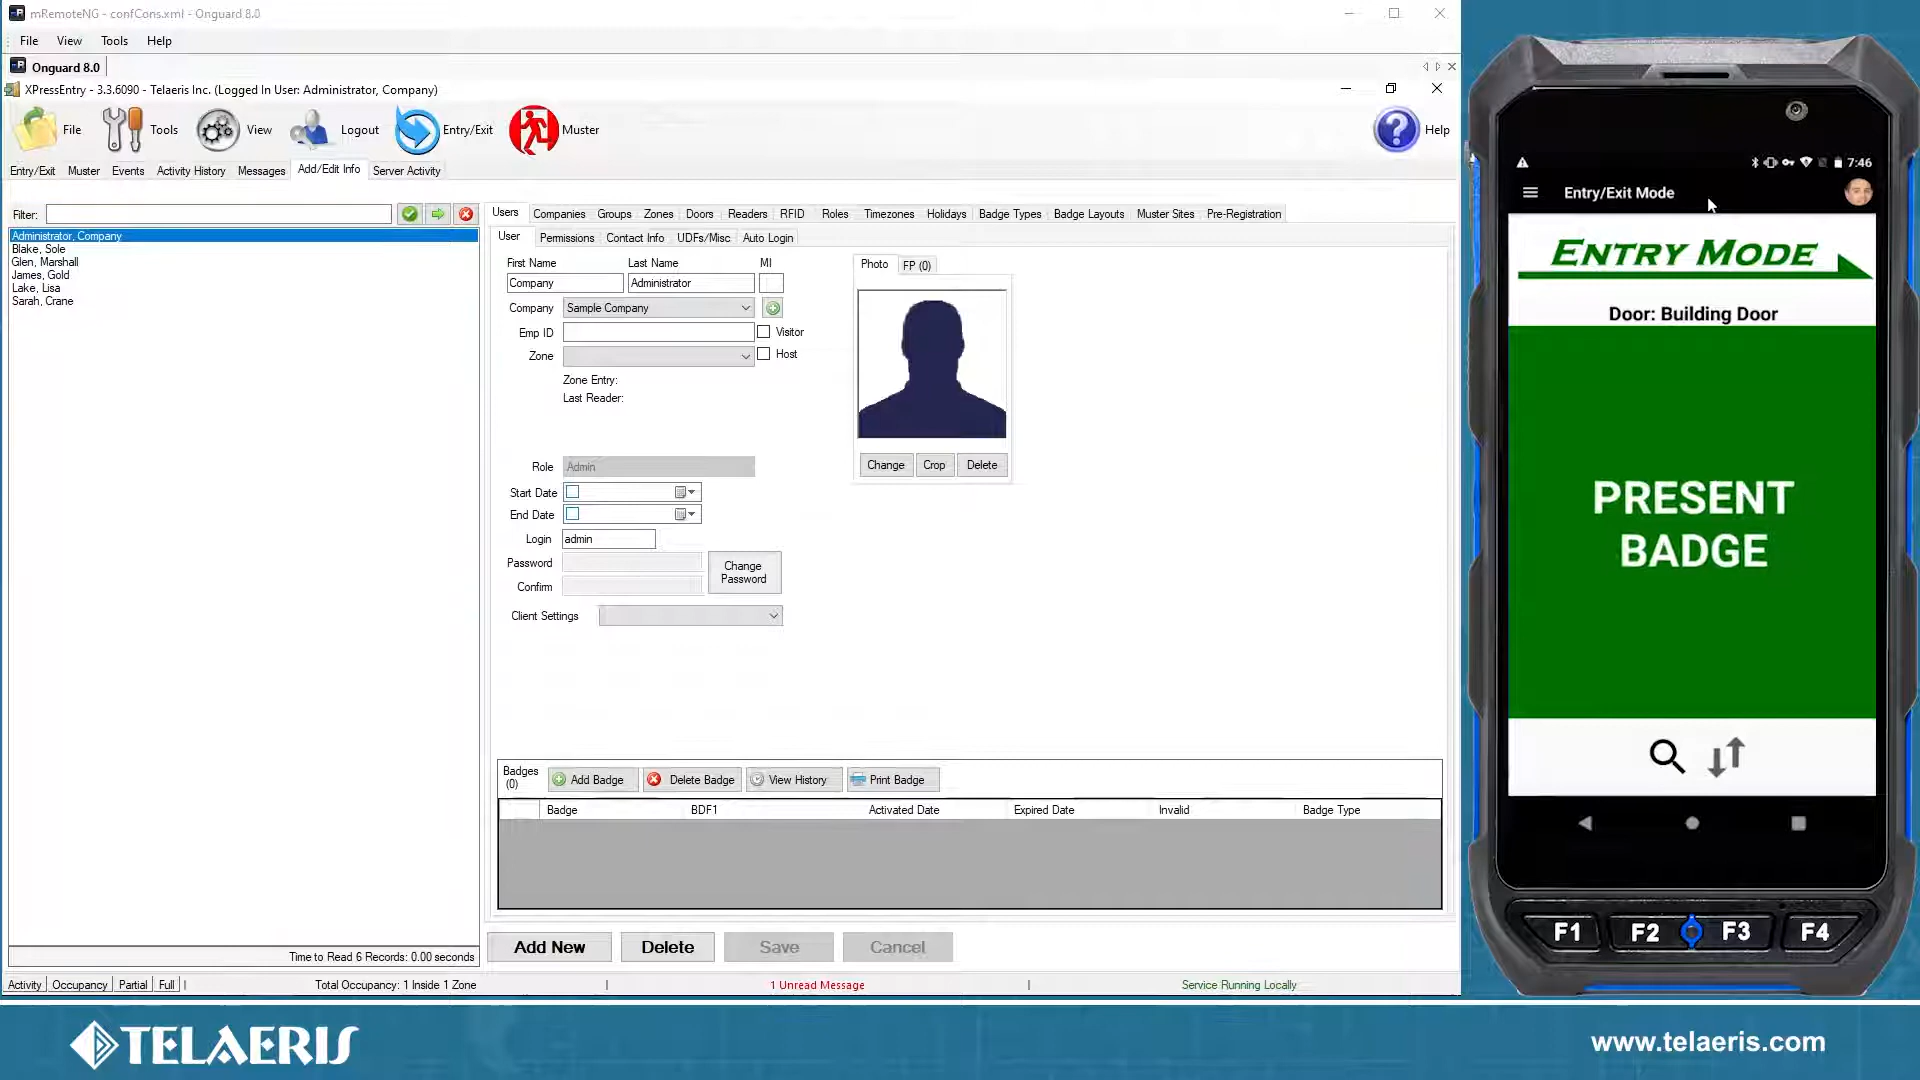 mRemoteNG - confCons.xml - Onguard 8.0
File View Tools Help
Onguard 8.0
XPressEntry - 3.3.6090 - Telaeris Inc. (Logged In User: Administrator, Company)
File Tools View Logout Entry/Exit Muster Help
Entry/Exit Muster Events Activity History Messages Add/Edit Info Server Activity
Filter:
Administrator, Company
Blake, Sole
Glen, Marshall
James, Gold
Lake, Lisa
Sarah, Crane
Time to Read 6 Records: 0.00 seconds
Users Companies Groups Zones Doors Readers RFID Roles Timezones Holidays Badge Types Badge Layouts Muster Sites Pre-Registration
User Permissions Contact Info UDFs/Misc Auto Login
First Name Last Name MI
Company Administrator
Company Sample Company
Emp ID Visitor
Zone Host
Zone Entry:
Last Reader:
Role Admin
Start Date
End Date
Login admin
Password
Confirm
Change
Password
Client Settings
Photo FP (0)
Change Crop Delete
Badges
(0)
Add Badge Delete Badge View History Print Badge
Badge BDF1 Activated Date Expired Date Invalid Badge Type
Add New Delete Save Cancel
Activity Occupancy Partial Full | Total Occupancy: 1 Inside 1 Zone | 1 Unread Message | Service Running Locally
7:46
Entry/Exit Mode
ENTRY MODE
Door: Building Door
PRESENT
BADGE
F1 F2 F3 F4
TELAERIS
www.telaeris.com